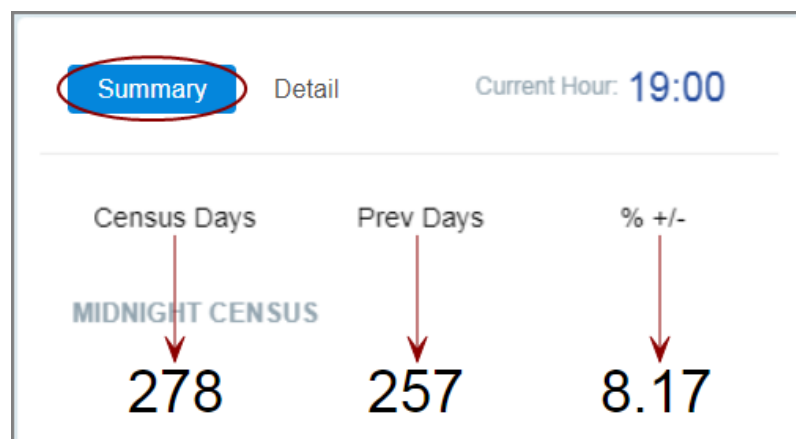 Summary Detail Current Hour: 19:00
Census Days Prev Days % +/-
MIDNIGHT CENSUS
278 257 8.17